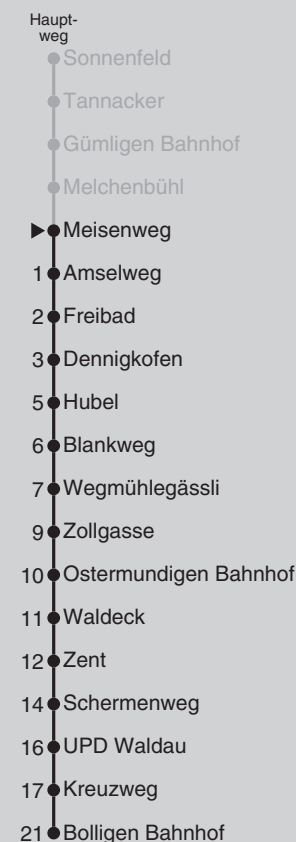 Haupt-
weg
Sonnenfeld
Tannacker
Gümligen Bahnhof
Melchenbühl
Meisenweg
1 Amselweg
2 Freibad
3 Dennigkofen
5 Hubel
6 Blankweg
7 Wegmühlegässli
9 Zollgasse
10 Ostermundigen Bahnhof
11 Waldeck
12 Zent
14 Schermenweg
16 UPD Waldau
17 Kreuzweg
21 Bolligen Bahnhof